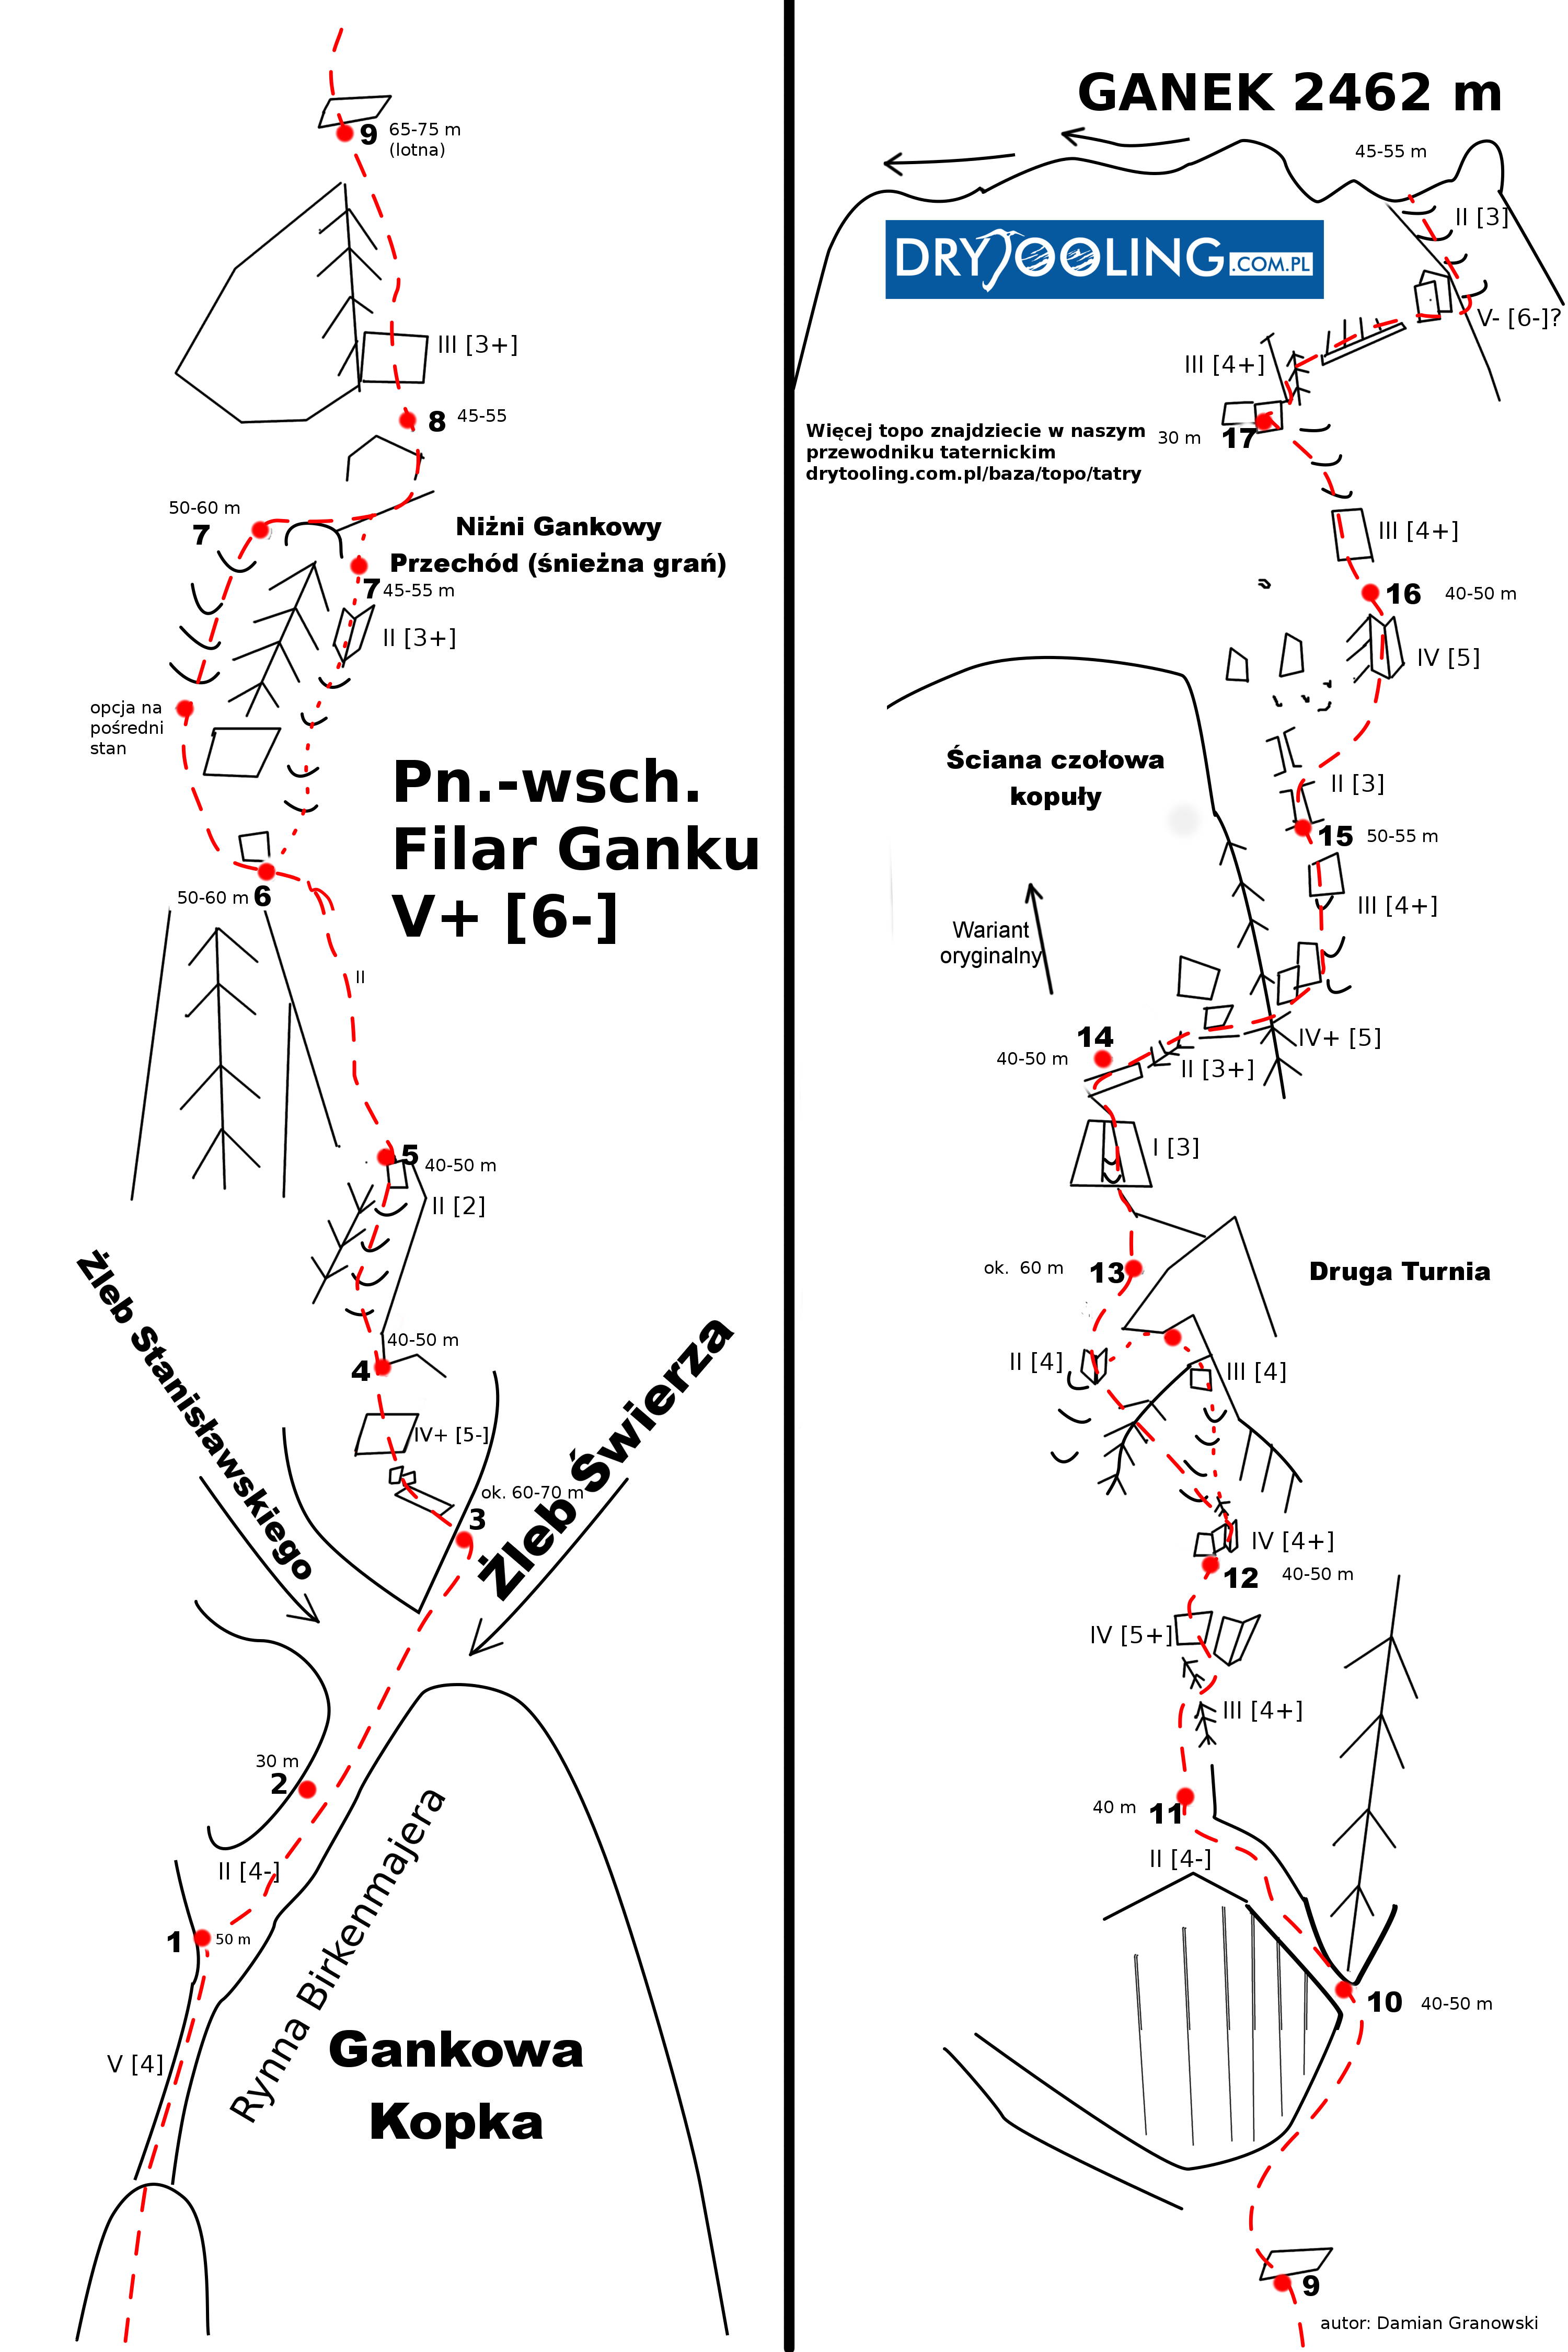 9
65-75 m
(lotna)
III [3+]
8
45-55
50-60 m
7
Niżni Gankowy
Przechód (śnieżna grań)
7
45-55 m
II [3+]
opcja na
pośredni
stan
Pn.-wsch.
Filar Ganku
V+ [6-]
50-60 m
6
II
5
40-50 m
II [2]
Żleb Stanisławskiego
40-50 m
4
Żleb Świerza
IV+ [5-]
ok. 60-70 m
3
30 m
2
II [4-]
1
50 m
Rynna Birkenmajera
V [4]
Gankowa
Kopka
GANEK 2462 m
45-55 m
II [3]
DRYTOOLING.COM.PL
V- [6-]?
III [4+]
Więcej topo znajdziecie w naszym
przewodniku taternickim
drytooling.com.pl/baza/topo/tatry
30 m
17
III [4+]
16
40-50 m
IV [5]
Ściana czołowa
kopuły
II [3]
15
50-55 m
III [4+]
Wariant
oryginalny
14
40-50 m
IV+ [5]
II [3+]
I [3]
ok. 60 m
13
Druga Turnia
II [4]
III [4]
IV [4+]
12
40-50 m
IV [5+]
III [4+]
40 m
11
II [4-]
10
40-50 m
9
autor: Damian Granowski